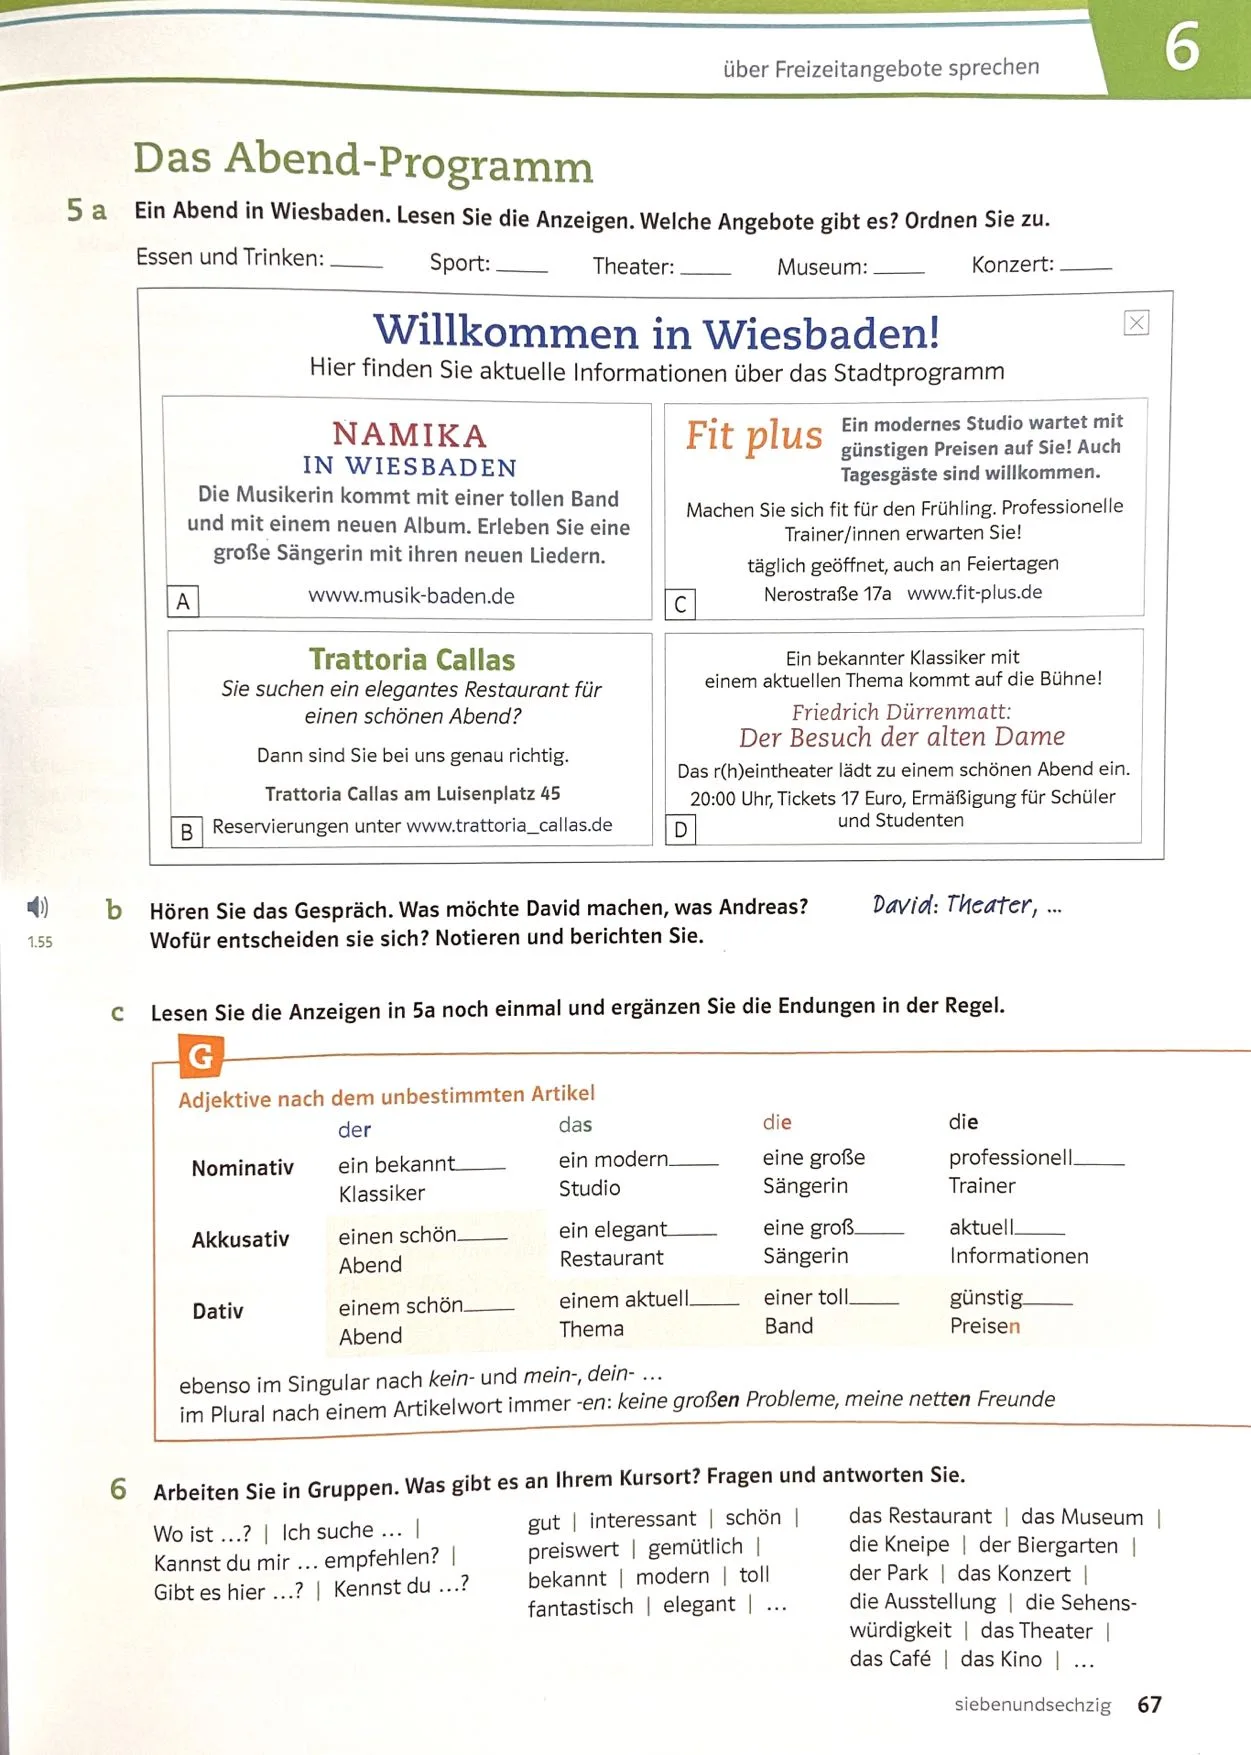 über Freizeitangebote sprechen
6
Das Abend-Programm
5 a Ein Abend in Wiesbaden. Lesen Sie die Anzeigen. Welche Angebote gibt es? Ordnen Sie zu.
Essen und Trinken: ____ Sport: ____ Theater: ____ Museum: ____ Konzert: ____
Willkommen in Wiesbaden!
Hier finden Sie aktuelle Informationen über das Stadtprogramm
NAMIKA
IN WIESBADEN
Die Musikerin kommt mit einer tollen Band
und mit einem neuen Album. Erleben Sie eine
große Sängerin mit ihren neuen Liedern.
www.musik-baden.de
A
Fit plus
Ein modernes Studio wartet mit
günstigen Preisen auf Sie! Auch
Tagesgäste sind willkommen.
Machen Sie sich fit für den Frühling. Professionelle
Trainer/innen erwarten Sie!
täglich geöffnet, auch an Feiertagen
Nerostraße 17a www.fit-plus.de
C
Trattoria Callas
Sie suchen ein elegantes Restaurant für
einen schönen Abend?
Dann sind Sie bei uns genau richtig.
Trattoria Callas am Luisenplatz 45
Reservierungen unter www.trattoria_callas.de
B
Ein bekannter Klassiker mit
einem aktuellen Thema kommt auf die Bühne!
Friedrich Dürrenmatt:
Der Besuch der alten Dame
Das r(h)eintheater lädt zu einem schönen Abend ein.
20:00 Uhr, Tickets 17 Euro, Ermäßigung für Schüler
und Studenten
D
1.55
b Hören Sie das Gespräch. Was möchte David machen, was Andreas?
Wofür entscheiden sie sich? Notieren und berichten Sie.
David: Theater, ...
c Lesen Sie die Anzeigen in 5a noch einmal und ergänzen Sie die Endungen in der Regel.
G
Adjektive nach dem unbestimmten Artikel
der das die die
Nominativ ein bekannt____ ein modern____ eine große professionell____
Klassiker Studio Sängerin Trainer
Akkusativ einen schön____ ein elegant____ eine groß____ aktuell____
Abend Restaurant Sängerin Informationen
Dativ einem schön____ einem aktuell____ einer toll____ günstig____
Abend Thema Band Preisen
ebenso im Singular nach kein- und mein-, dein- ...
im Plural nach einem Artikelwort immer -en: keine großen Probleme, meine netten Freunde
6 Arbeiten Sie in Gruppen. Was gibt es an Ihrem Kursort? Fragen und antworten Sie.
Wo ist ...? | Ich suche ... |
Kannst du mir ... empfehlen? |
Gibt es hier ...? | Kennst du ...?
gut | interessant | schön |
preiswert | gemütlich |
bekannt | modern | toll
fantastisch | elegant | ...
das Restaurant | das Museum |
die Kneipe | der Biergarten |
der Park | das Konzert |
die Ausstellung | die Sehens-
würdigkeit | das Theater |
das Café | das Kino | ...
siebenundsechzig 67